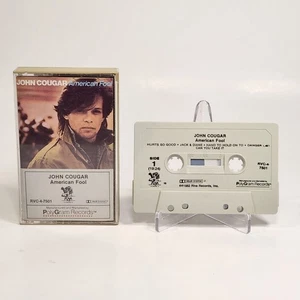 JOHN COUGAR American Fool
JOHN COUGAR
American Fool
RVC-4-7501
PolyGram Records
JOHN COUGAR
American Fool
HURTS SO GOOD • JACK & DIANE • HAND TO HOLD ON TO • DANGER LIST
CAN YOU TAKE IT
SIDE
1
RVC-4
7501
PolyGram Records